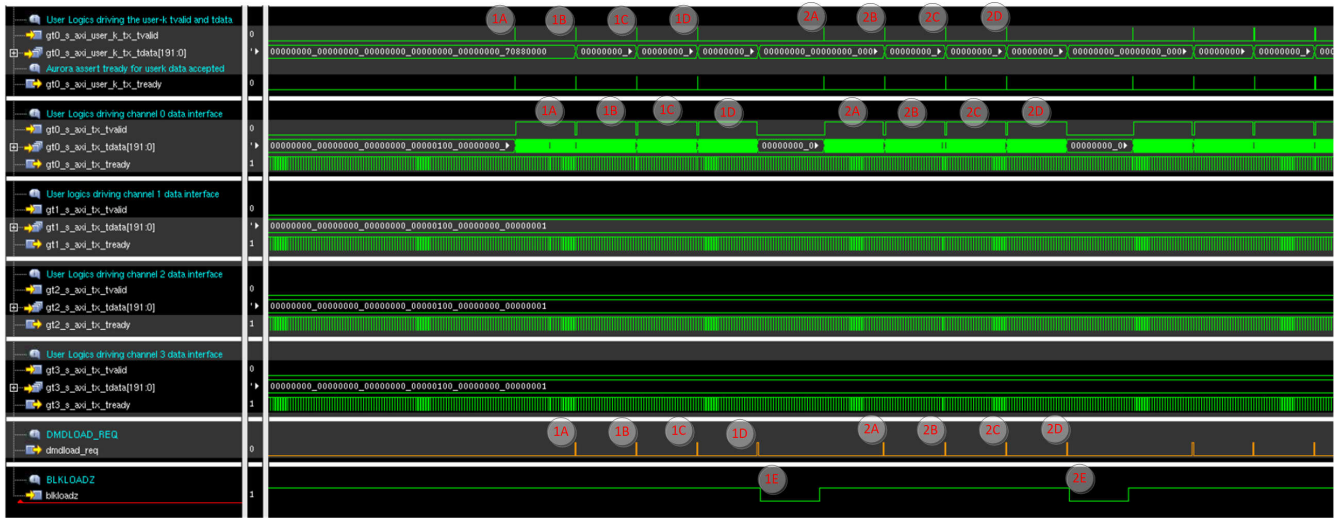 User Logics driving the user-k tvalid and tdata
1A 1B 1C 1D 2A 2B 2C 2D
gt0_s_axi_user_k_tx_tvalid 0
gt0_s_axi_user_k_tx_tdata[191:0] 00000000_00000000_00000000_00000000_00000000_70880000 00000000_ 00000000_ 00000000_ 00000000_00000000_000 00000000_ 00000000_ 00000000_ 00000000_00000000_000 00000000 00000000_ 000
Aurora assert tready for userk data accepted
gt0_s_axi_user_k_tx_tready 0
User Logics driving channel 0 data interface
1A 1B 1C 1D 2A 2B 2C 2D
gt0_s_axi_tx_tvalid 0
gt0_s_axi_tx_tdata[191:0] 00000000_00000000_00000000_00000100_00000000_ 00000000_0 00000000_0
gt0_s_axi_tx_tready 1
User logics driving channel 1 data interface
gt1_s_axi_tx_tvalid 0
gt1_s_axi_tx_tdata[191:0] 00000000_00000000_00000000_00000100_00000000_00000001
gt1_s_axi_tx_tready 1
User Logics driving channel 2 data interface
gt2_s_axi_tx_tvalid 0
gt2_s_axi_tx_tdata[191:0] 00000000_00000000_00000000_00000100_00000000_00000001
gt2_s_axi_tx_tready 1
User Logics driving channel 3 data interface
gt3_s_axi_tx_tvalid 0
gt3_s_axi_tx_tdata[191:0] 00000000_00000000_00000000_00000100_00000000_00000001
gt3_s_axi_tx_tready 1
DMDLOAD_REQ 1A 1B 1C 1D 2A 2B 2C 2D
dmdload_req 0
BLKLOADZ 1E 2E
blkloadz 1